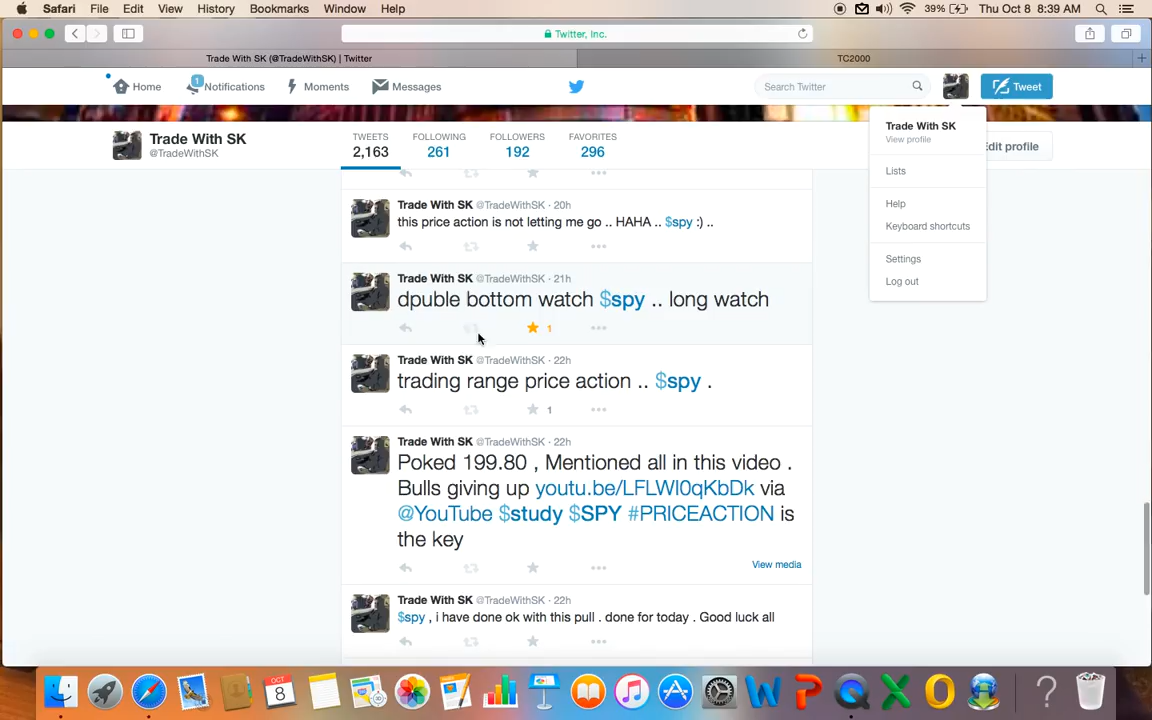 Safari File Edit View History Bookmarks Window Help 39% Thu Oct 8 8:39 AM
Twitter, Inc.
Trade With SK (@TradeWithSK) | Twitter TC2000
1
Home Notifications Moments Messages Search Twitter Tweet
Trade With SK
@TradeWithSK
TWEETS FOLLOWING FOLLOWERS FAVORITES
2,163 261 192 296
Edit profile
Trade With SK
View profile
Lists
Help
Keyboard shortcuts
Settings
Log out
Trade With SK @TradeWithSK · 20h
this price action is not letting me go .. HAHA .. $spy :) ..
Trade With SK @TradeWithSK · 21h
dpuble bottom watch $spy .. long watch
1
Trade With SK @TradeWithSK · 22h
trading range price action .. $spy .
1
Trade With SK @TradeWithSK · 22h
Poked 199.80 , Mentioned all in this video .
Bulls giving up youtu.be/LFLWI0qKbDk via
@YouTube $study $SPY #PRICEACTION is
the key
View media
Trade With SK @TradeWithSK · 22h
$spy , i have done ok with this pull . done for today . Good luck all
OCT
8